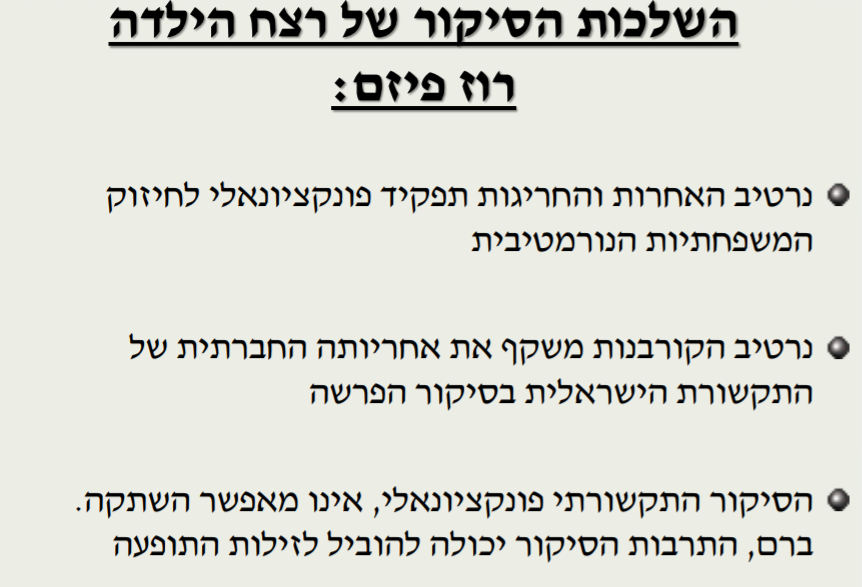 השלכות הסיקור של רצח הילדה
רוז פיזם:
נרטיב האחרות והחריגות תפקיד פונקציונאלי לחיזוק
המשפחתיות הנורמטיבית
נרטיב הקורבנות משקף את אחריותה החברתית של
התקשורת הישראלית בסיקור הפרשה
הסיקור התקשורתי פונקציונאלי, אינו מאפשר השתקה.
ברם, התרבות הסיקור יכולה להוביל לזילות התופעה